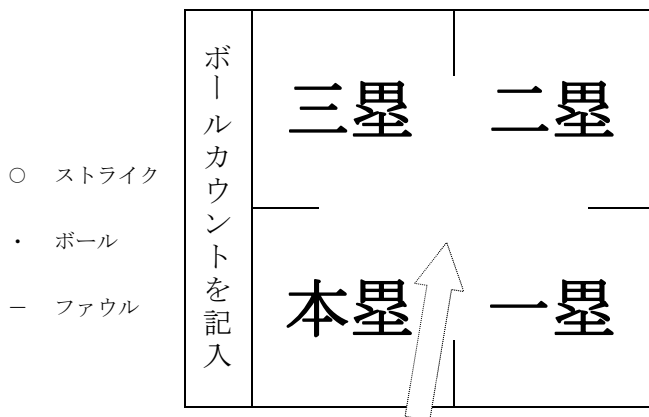 ○ ストライク
・ ボール
－ ファウル
ボールカウントを記入
三塁
二塁
本塁
一塁